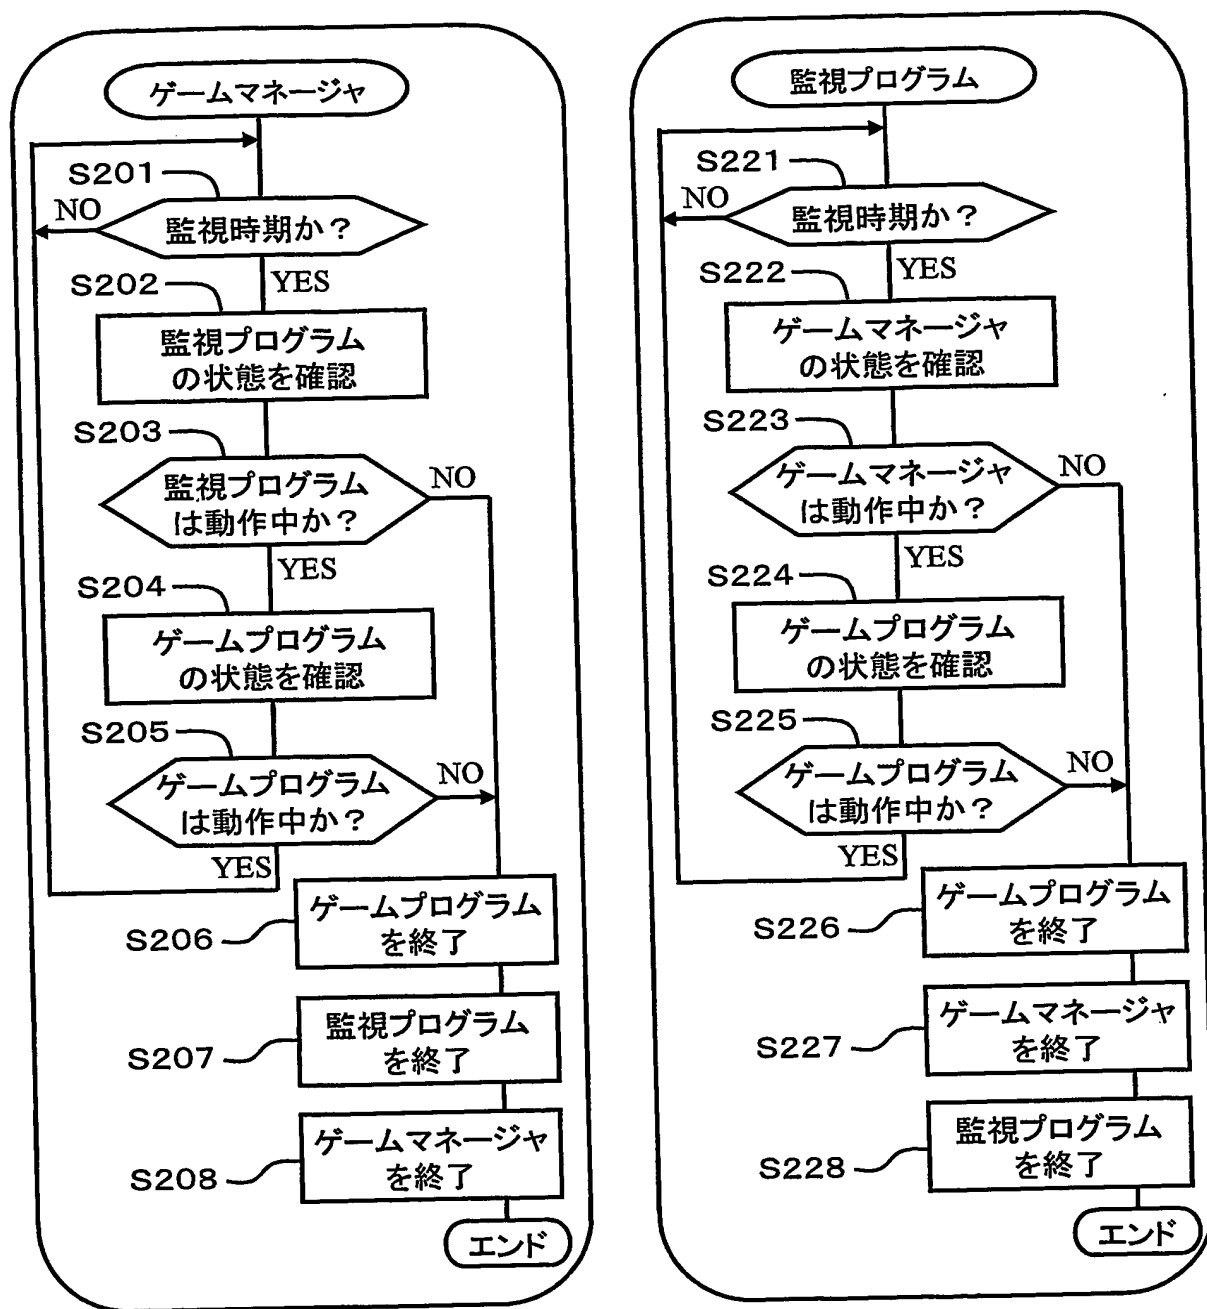 ゲームマネージャ
S201
NO
監視時期か？
YES
S202
監視プログラム
の状態を確認
S203
監視プログラム
は動作中か？
NO
YES
S204
ゲームプログラム
の状態を確認
S205
ゲームプログラム
は動作中か？
NO
YES
S206
ゲームプログラム
を終了
S207
監視プログラム
を終了
S208
ゲームマネージャ
を終了
エンド
監視プログラム
S221
NO
監視時期か？
YES
S222
ゲームマネージャ
の状態を確認
S223
ゲームマネージャ
は動作中か？
NO
YES
S224
ゲームプログラム
の状態を確認
S225
ゲームプログラム
は動作中か？
NO
YES
S226
ゲームプログラム
を終了
S227
ゲームマネージャ
を終了
S228
監視プログラム
を終了
エンド